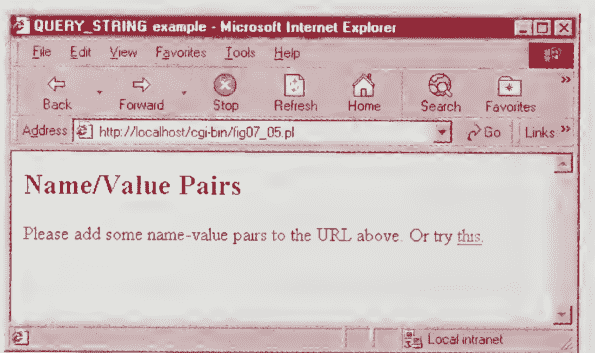 QUERY_STRING example - Microsoft Internet Explorer
File Edit View Favorites Tools Help
Back Forward Stop Refresh Home Search Favorites »
Address http://localhost/cgi-bin/fig07_05.pl Go Links »
Name/Value Pairs
Please add some name-value pairs to the URL above. Or try this.
Local intranet